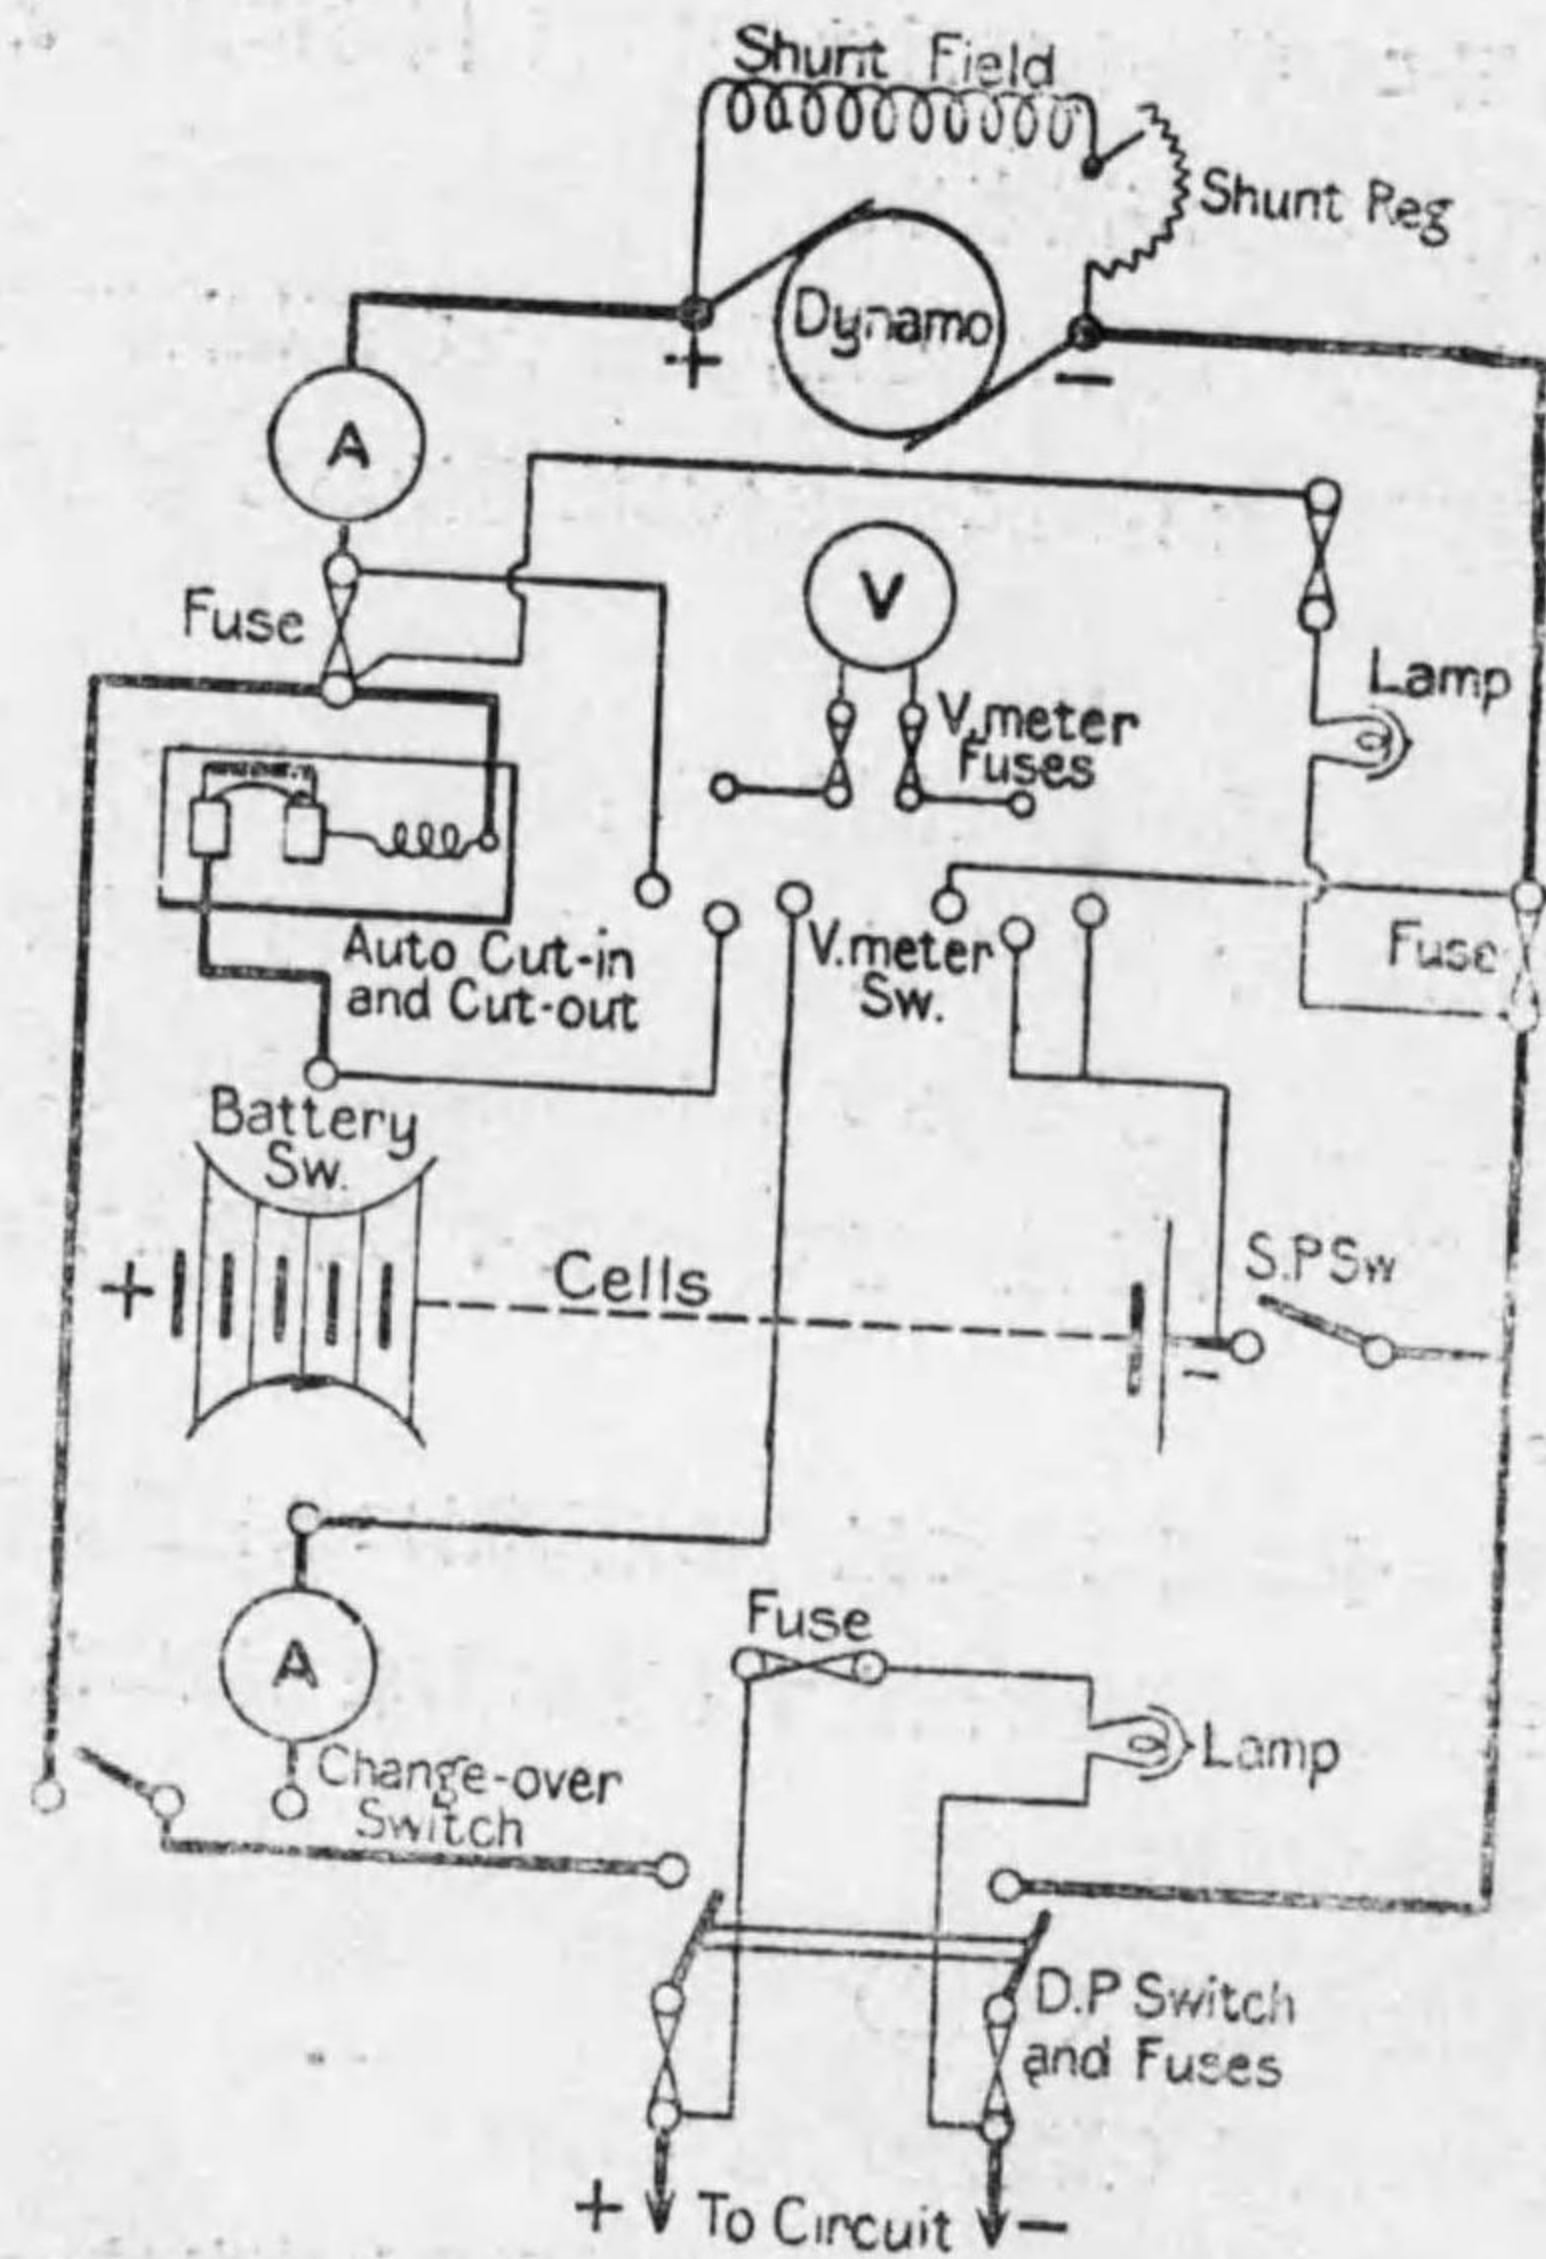 Shunt Field
Shunt Reg
Dynamo
+
−
A
V
Fuse
Lamp
V.meter
Fuses
Fuse
Auto Cut-in
and Cut-out
V.meter
Sw.
Battery
Sw.
+
Cells
S.P Sw
−
Fuse
A
Lamp
Change-over
Switch
D.P Switch
and Fuses
+ To Circuit −